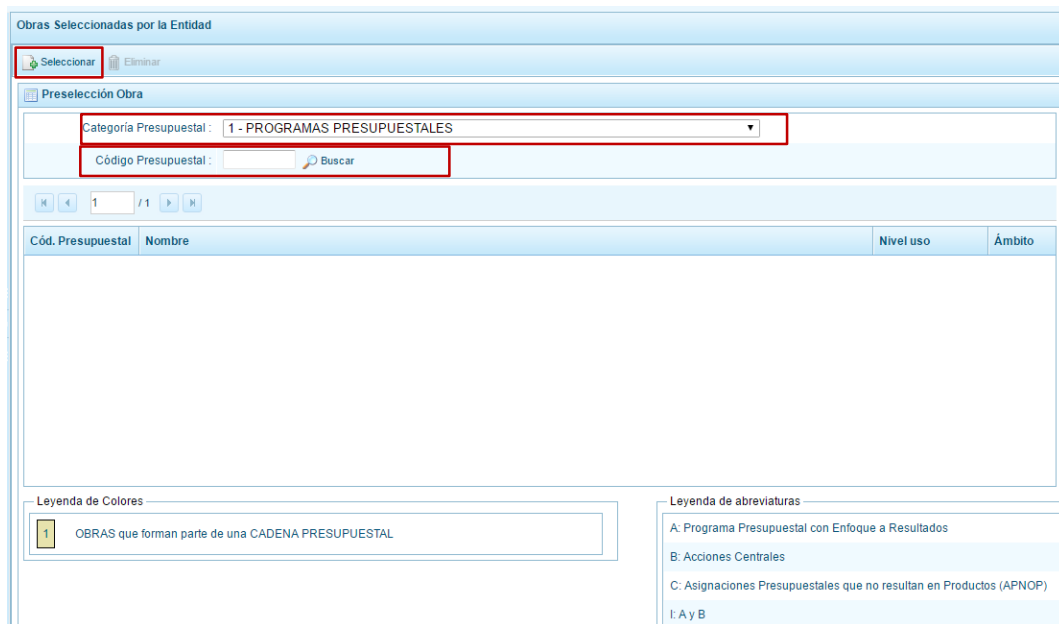 Obras Seleccionadas por la Entidad
Seleccionar Eliminar
Preselección Obra
Categoría Presupuestal : 1 - PROGRAMAS PRESUPUESTALES
Código Presupuestal : Buscar
1 / 1
Cód. Presupuestal Nombre Nivel uso Ámbito
Leyenda de Colores
1 OBRAS que forman parte de una CADENA PRESUPUESTAL
Leyenda de abreviaturas
A: Programa Presupuestal con Enfoque a Resultados
B: Acciones Centrales
C: Asignaciones Presupuestales que no resultan en Productos (APNOP)
I: A y B